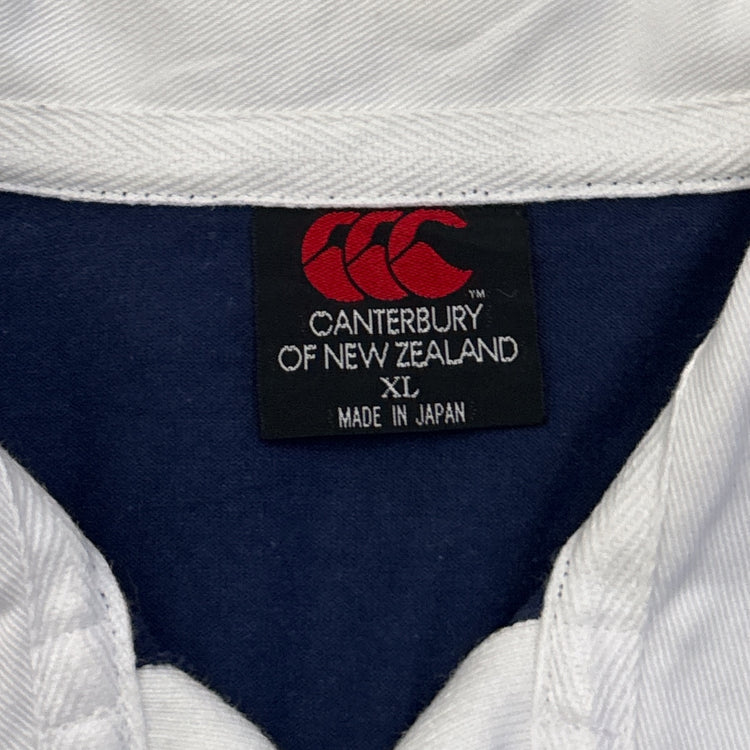 TM
CANTERBURY
OF NEW ZEALAND
XL
MADE IN JAPAN